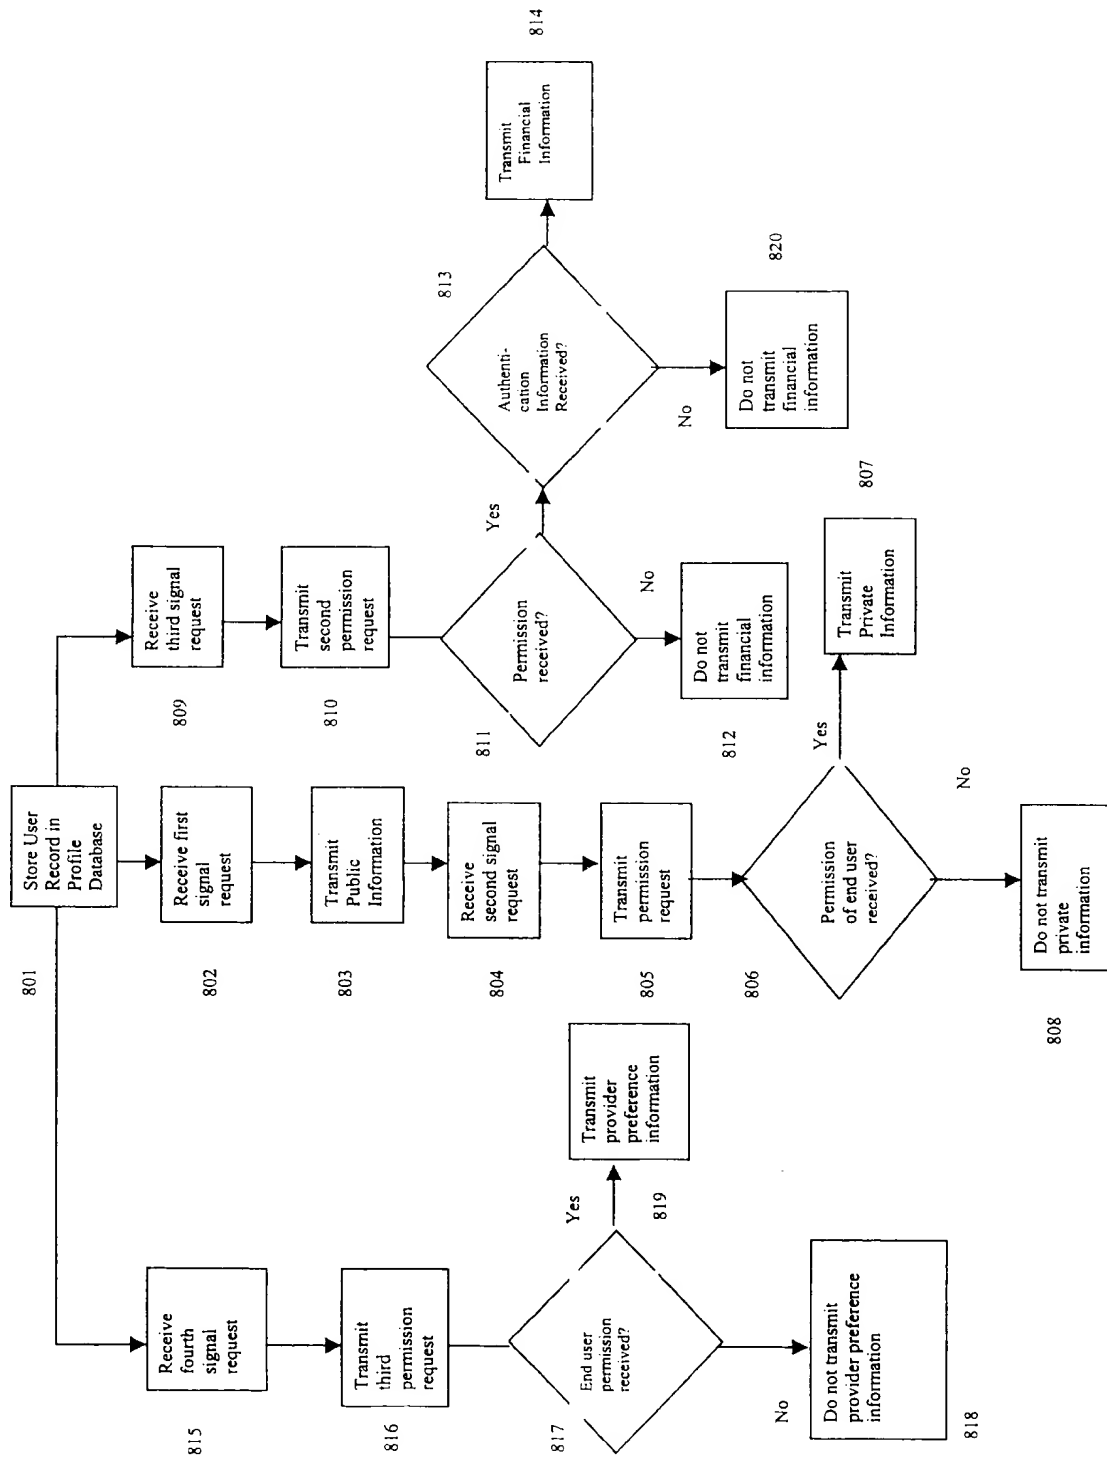 801
Store User
Record in
Profile
Database
815
Receive
fourth
signal
request
816
Transmit
third
permission
request
817
End user
permission
received?
Yes
819
Transmit
provider
preference
information
No
818
Do not transmit
provider preference
information
802
Receive first
signal
request
803
Transmit
Public
Information
804
Receive
second signal
request
805
Transmit
permission
request
806
Permission
of end user
received?
Yes
807
Transmit
Private
Information
No
808
Do not transmit
private
information
809
Receive
third signal
request
810
Transmit
second
permission
request
811
Permission
received?
No
812
Do not
transmit
financial
information
Yes
813
Authenti-
cation
Information
Received?
No
820
Do not
transmit
financial
information
814
Transmit
Financial
Information